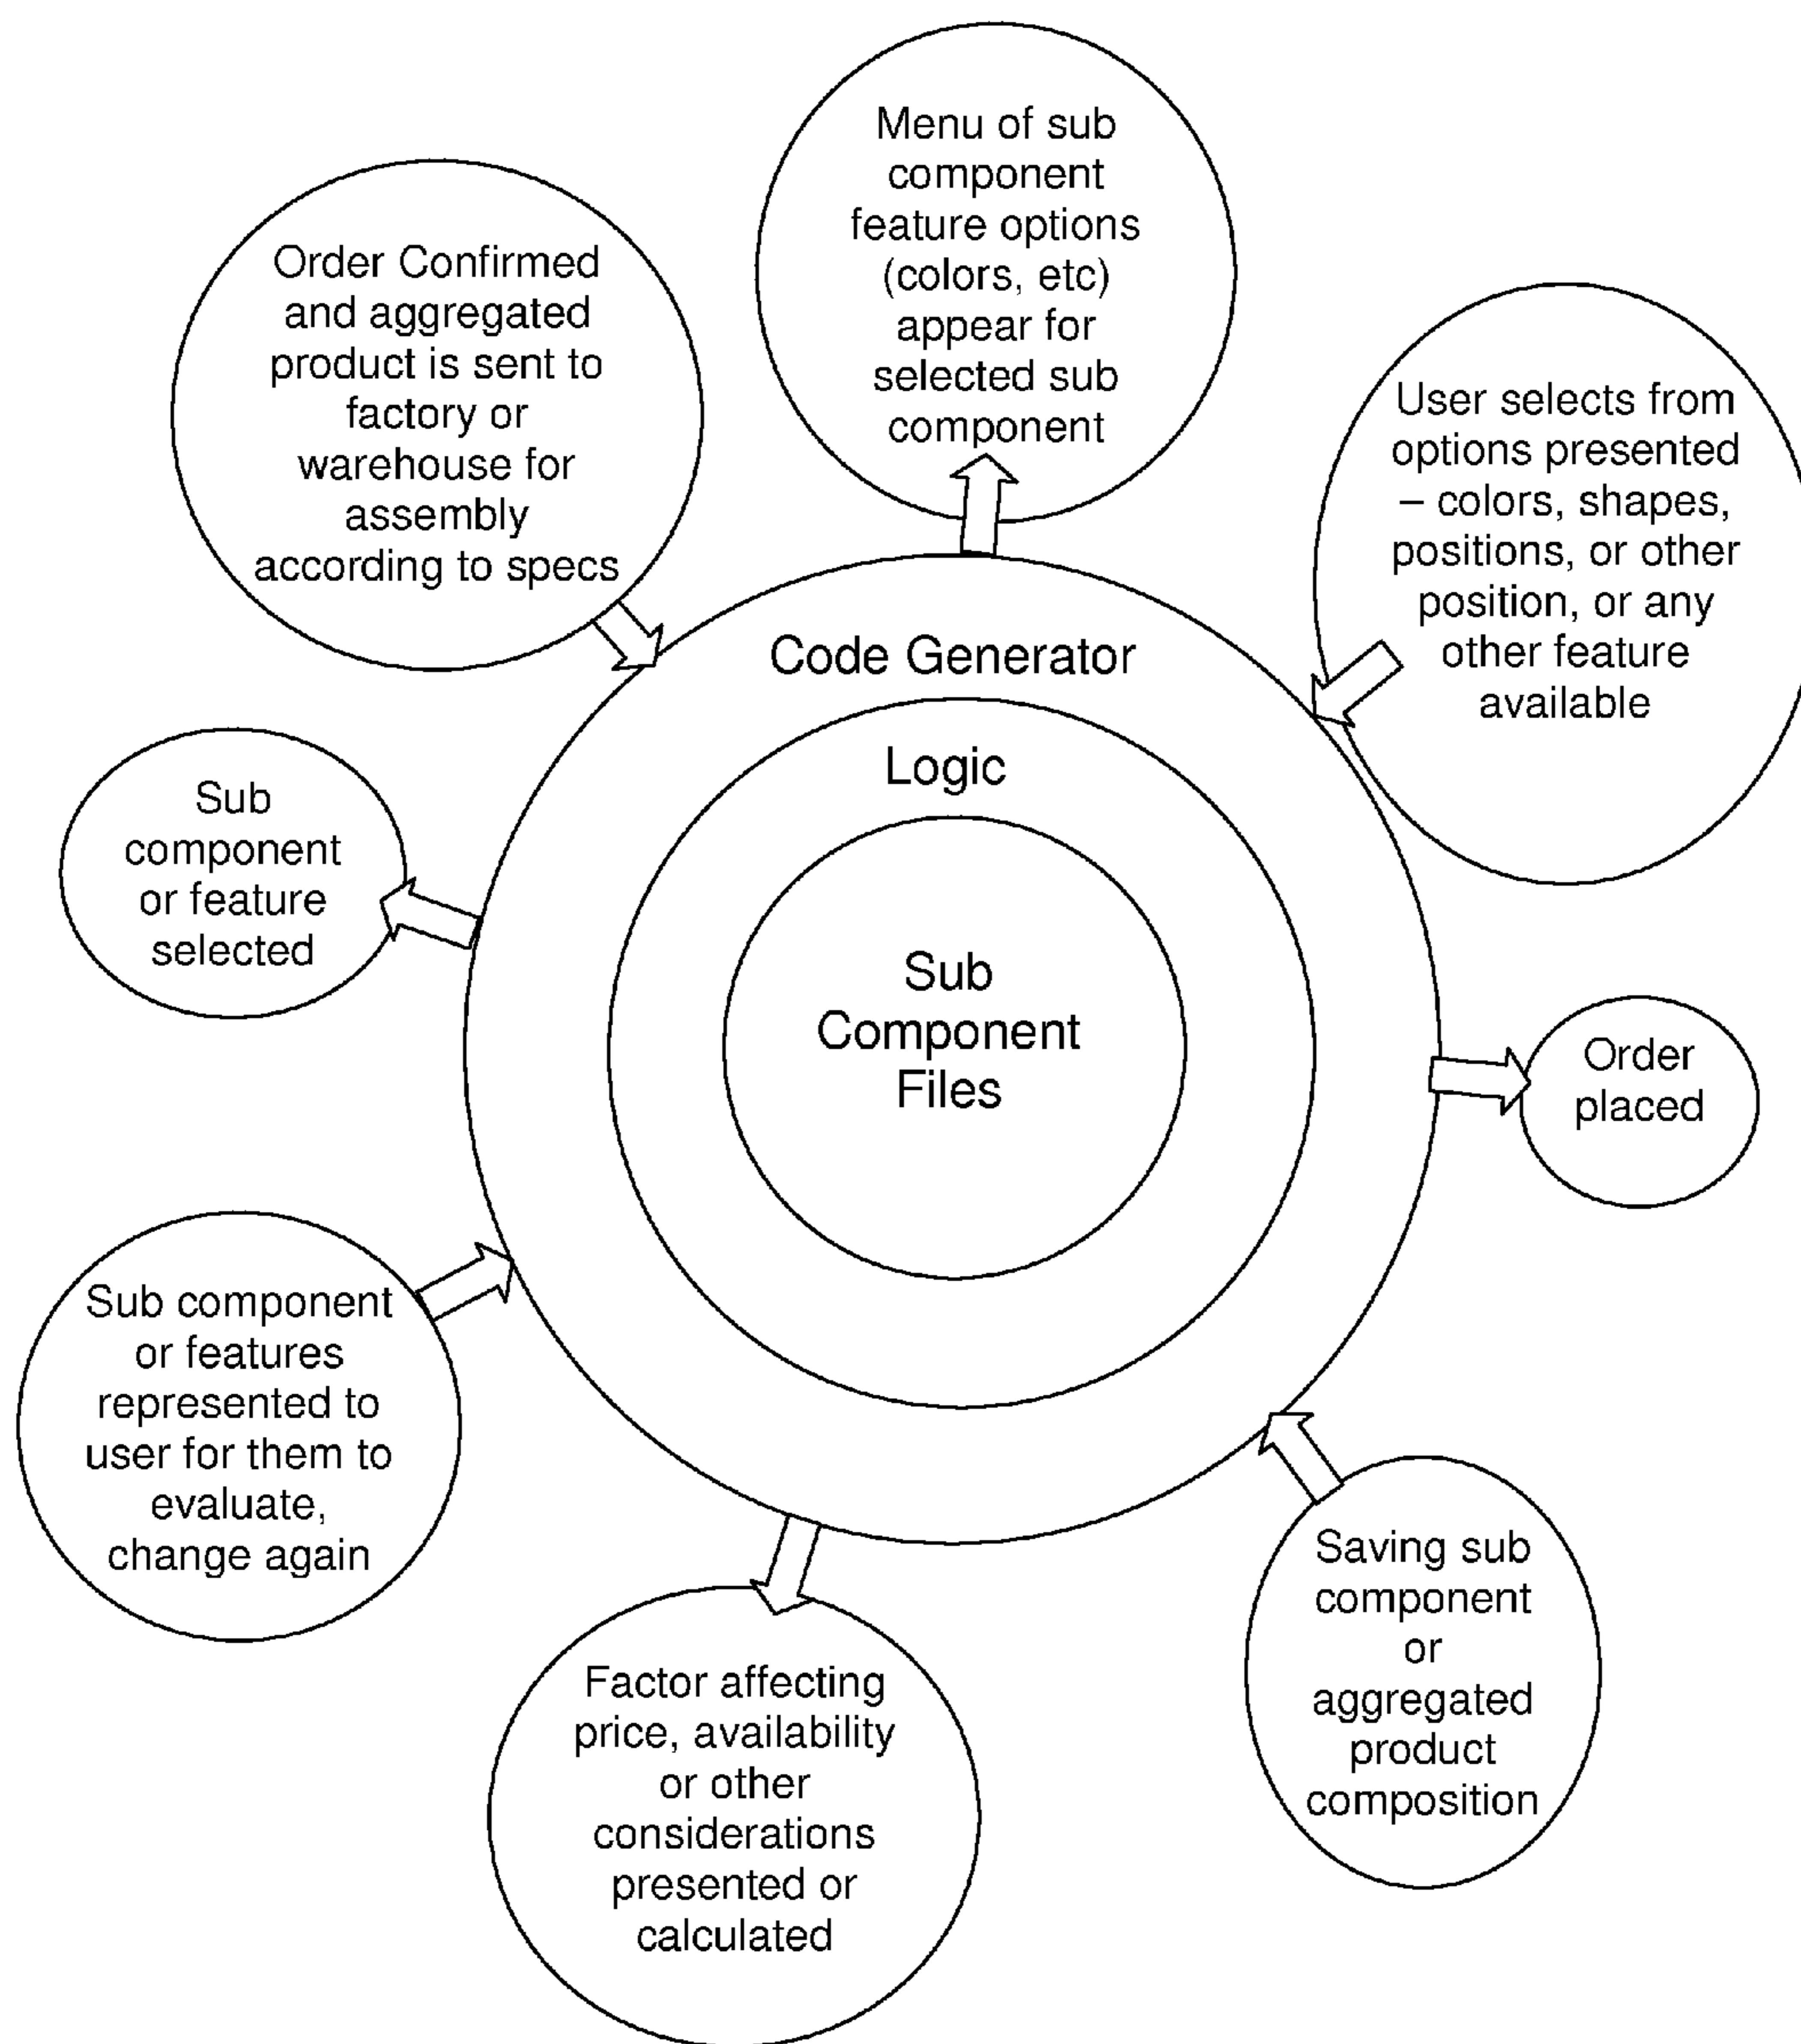 Menu of sub
component
feature options
(colors, etc)
appear for
selected sub
component
Order Confirmed
and aggregated
product is sent to
factory or
warehouse for
assembly
according to specs
User selects from
options presented
– colors, shapes,
positions, or other
position, or any
other feature
available
Code Generator
Logic
Sub
Component
Files
Sub
component
or feature
selected
Order
placed
Sub component
or features
represented to
user for them to
evaluate,
change again
Saving sub
component
or
aggregated
product
composition
Factor affecting
price, availability
or other
considerations
presented or
calculated